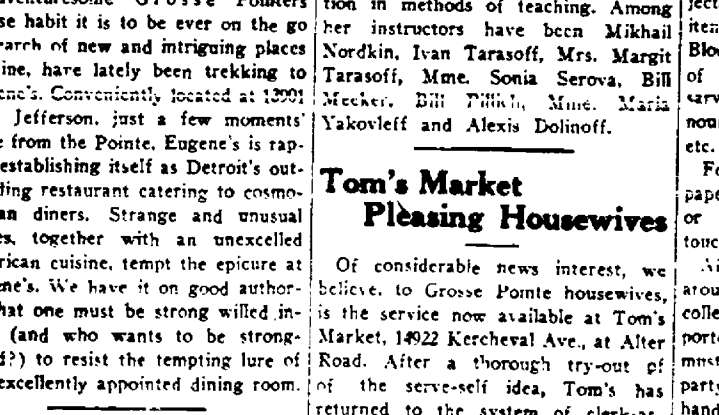 Grosse Pointers
se habit it is to be ever on the go
arch of new and intriguing places
ine, have lately been trekking to
ene's. Conveniently located at 13901
Jefferson, just a few moments'
from the Pointe, Eugene's is rap-
establishing itself as Detroit's out-
ding restaurant catering to cosmo-
an diners. Strange and unusual
es, together with an unexcelled
rican cuisine, tempt the epicure at
ene's. We have it on good author-
hat one must be strong willed in-
(and who wants to be strong-
d?) to resist the tempting lure of
excellently appointed dining room.
tion in methods of teaching. Among
her instructors have been Mikhail
Nordkin, Ivan Tarasoff, Mrs. Margit
Tarasoff, Mme. Sonia Serova, Bill
Mme. Maria
Yakovleff and Alexis Dolinoff.
Tom's Market
Pleasing Housewives
Of considerable news interest, we
believe, to Grosse Pointe housewives,
is the service now available at Tom's
Market, 14922 Kercheval Ave., at Alter
Road. After a thorough try-out of
of the serve-self idea, Tom's has
returned to the system of
ject
iten
Bloo
of
sarv
nou
etc.
Fo
pape
or
touc
arou
colle
port
must
party
hand